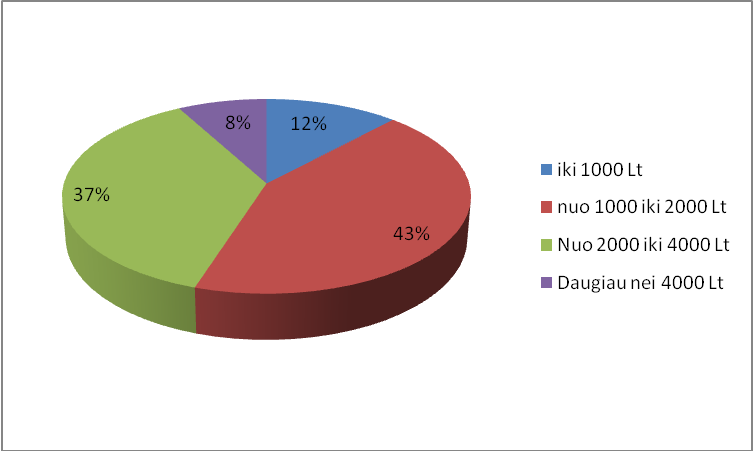 8%
12%
37%
43%
iki 1000 Lt
nuo 1000 iki 2000 Lt
Nuo 2000 iki 4000 Lt
Daugiau nei 4000 Lt